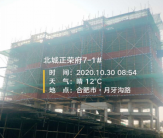 北城正荣府7-1#
时 间：2020.10.30 08:54
天 气：晴 12℃
地 点：合肥市·月牙沟路